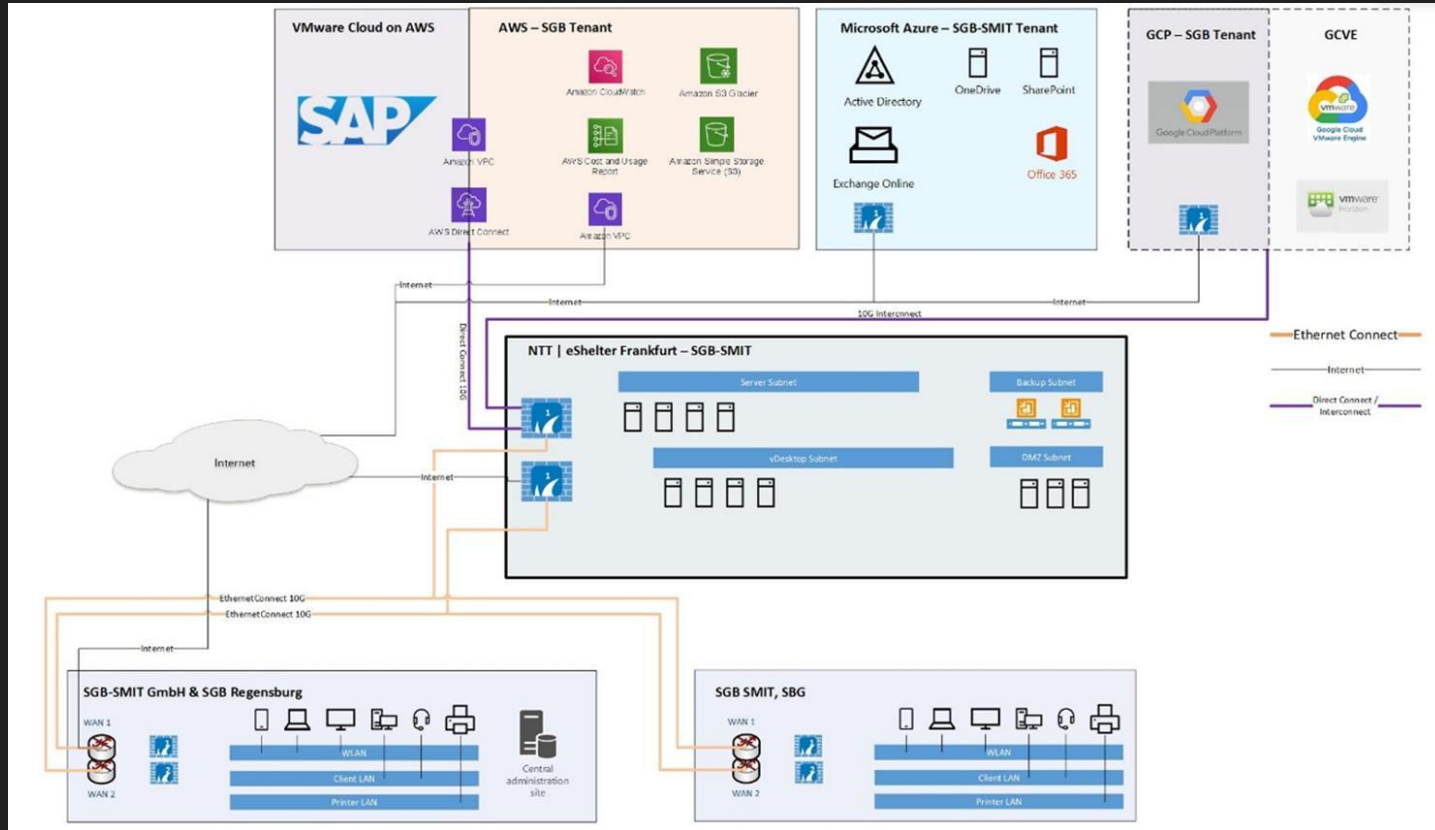 VMware Cloud on AWS
SAP
Amazon VPC
AWS Direct Connect
AWS – SGB Tenant
Amazon CloudWatch
Amazon S3 Glacier
AWS Cost and Usage
Report
Amazon Simple Storage
Service (S3)
Amazon VPC
Microsoft Azure – SGB-SMIT Tenant
Active Directory
OneDrive
SharePoint
Exchange Online
Office 365
1
GCP – SGB Tenant
Google Cloud Platform
1
GCVE
vmware
Google Cloud
VMware Engine
vmware
Horizon
Internet
Internet
Internet
10G Interconnect
Direct Connect 10G
Ethernet Connect
Internet
Direct Connect /
Interconnect
NTT | eShelter Frankfurt – SGB-SMIT
Server Subnet
Backup Subnet
1
vDesktop Subnet
DMZ Subnet
1
Internet
Internet
EthernetConnect 10G
EthernetConnect 10G
Internet
SGB-SMIT GmbH & SGB Regensburg
WAN 1
WAN 2
WLAN
Client LAN
Printer LAN
Central
administration
site
SGB SMIT, SBG
WAN 1
WAN 2
WLAN
Client LAN
Printer LAN